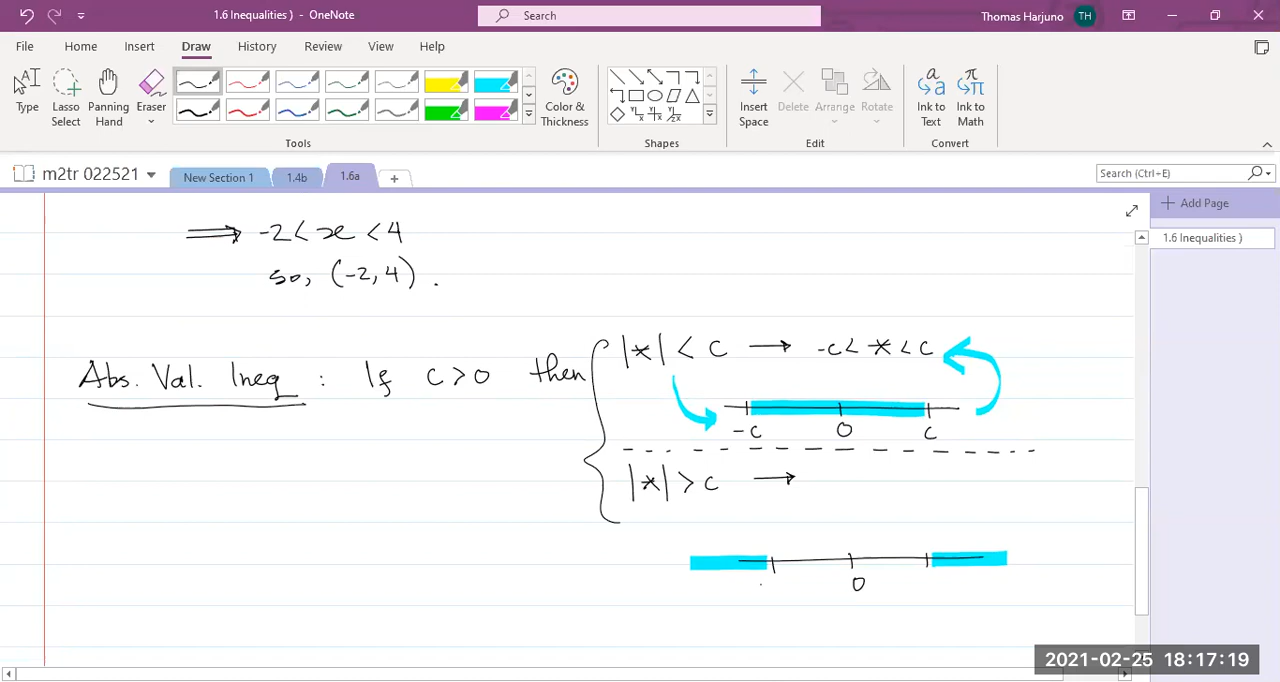 1.6 Inequalities ) - OneNote
Search
Thomas Harjuno TH
File Home Insert Draw History Review View Help
Type
Lasso Select
Panning Hand
Eraser
Color & Thickness
Insert Space
Delete
Arrange
Rotate
Ink to Text
Ink to Math
Tools
Shapes
Edit
Convert
m2tr 022521
New Section 1
1.4b
1.6a
Search (Ctrl+E)
Add Page
1.6 Inequalities )
⟹ -2 < x < 4
so, (-2, 4) .
Abs. Val. Ineq : If c > 0 then
|*| < c → -c < * < c
-c 0 c
|*| > c →
0
2021-02-25 18:17:19